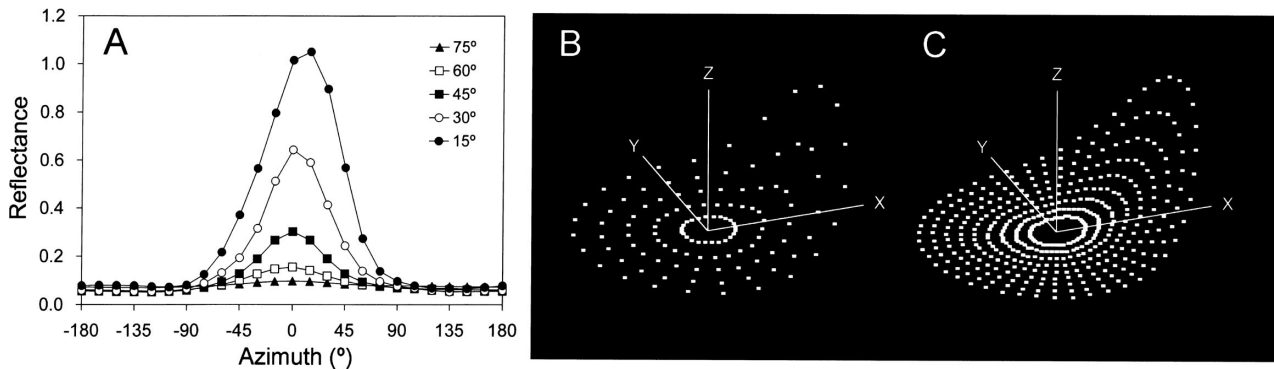 A
1.2
1.0
0.8
0.6
0.4
0.2
0.0
Reflectance
75º
60º
45º
30º
15º
-180 -135 -90 -45 0 45 90 135 180
Azimuth (º)
B
Z
Y
X
C
Z
Y
X